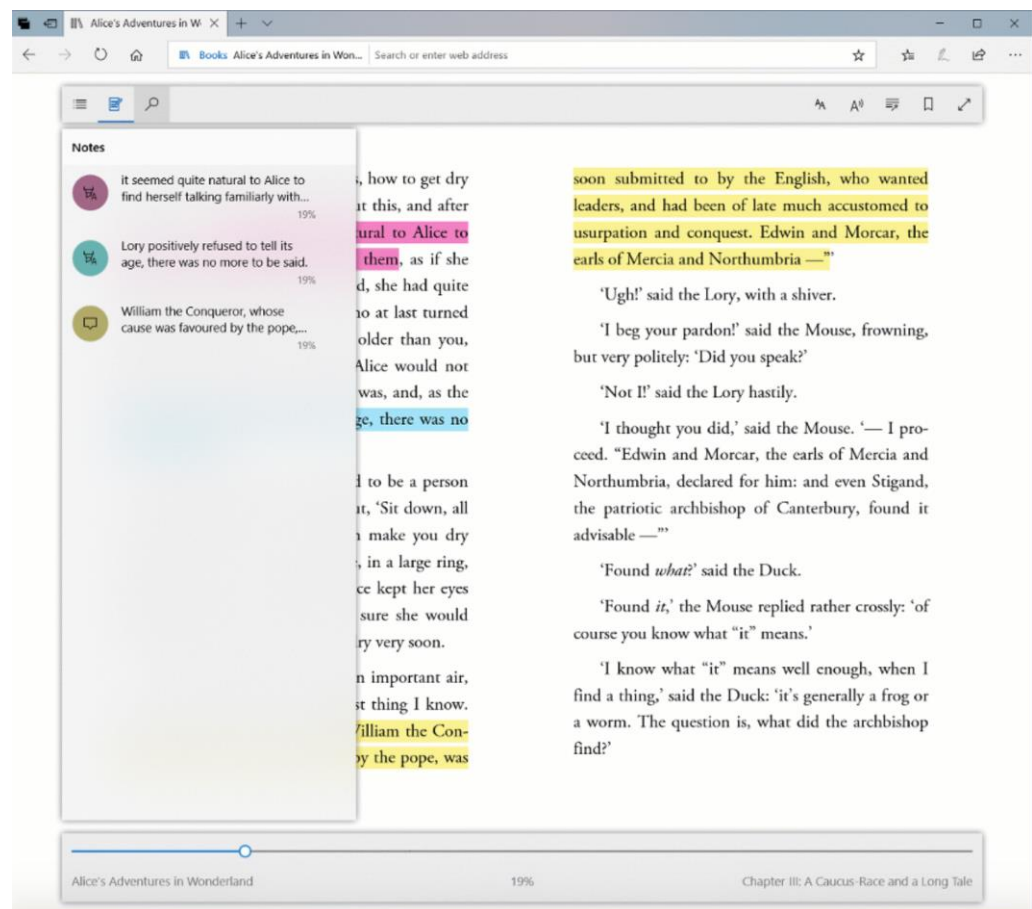 Alice's Adventures in W
Books Alice's Adventures in Won... Search or enter web address
Notes
it seemed quite natural to Alice to
find herself talking familiarly with...
19%
Lory positively refused to tell its
age, there was no more to be said.
19%
William the Conqueror, whose
cause was favoured by the pope,...
19%
, how to get dry
this, and after
ural to Alice to
them, as if she
d, she had quite
at last turned
older than you,
Alice would not
was, and, as the
ge, there was no
to be a person
ut, ‘Sit down, all
make you dry
, in a large ring,
ce kept her eyes
sure she would
ry very soon.
n important air,
st thing I know.
William the Con-
by the pope, was
soon submitted to by the English, who wanted
leaders, and had been of late much accustomed to
usurpation and conquest. Edwin and Morcar, the
earls of Mercia and Northumbria —”’
‘Ugh!’ said the Lory, with a shiver.
‘I beg your pardon!’ said the Mouse, frowning,
but very politely: ‘Did you speak?’
‘Not I!’ said the Lory hastily.
‘I thought you did,’ said the Mouse. ‘— I pro-
ceed. “Edwin and Morcar, the earls of Mercia and
Northumbria, declared for him: and even Stigand,
the patriotic archbishop of Canterbury, found it
advisable —”’
‘Found what?’ said the Duck.
‘Found it,’ the Mouse replied rather crossly: ‘of
course you know what “it” means.’
‘I know what “it” means well enough, when I
find a thing,’ said the Duck: ‘it’s generally a frog or
a worm. The question is, what did the archbishop
find?’
Alice's Adventures in Wonderland 19% Chapter III: A Caucus-Race and a Long Tale